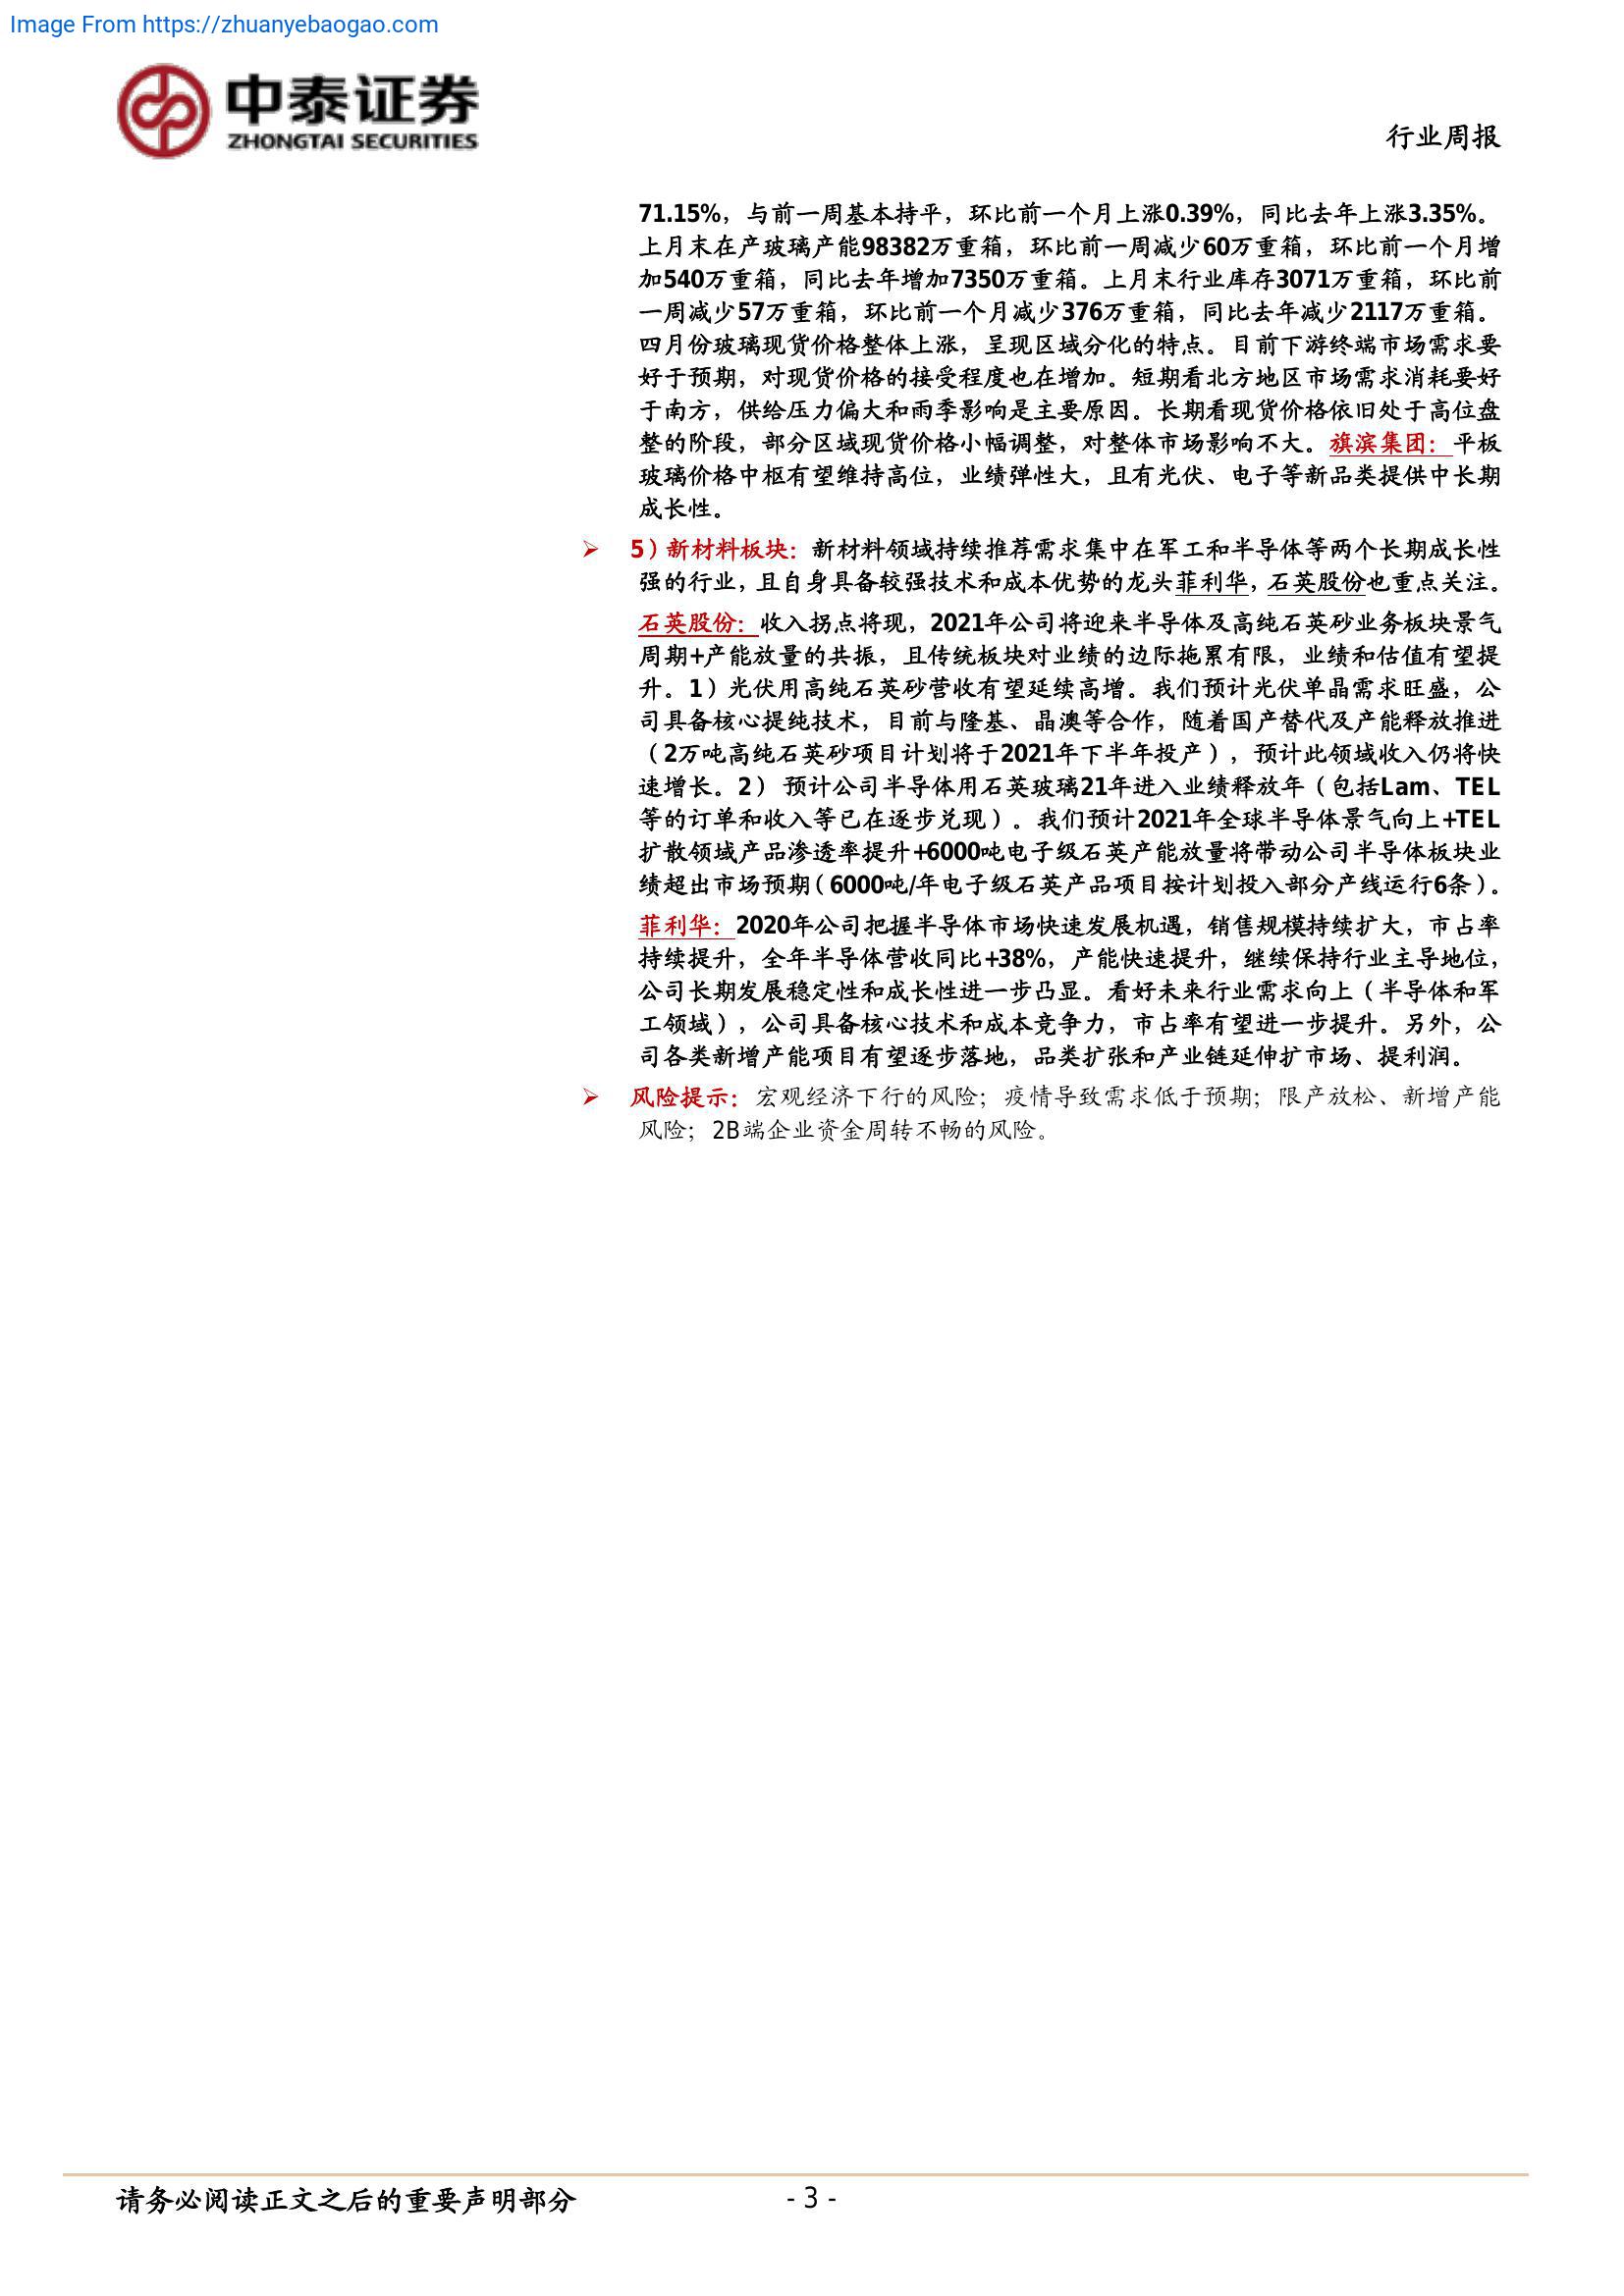 Image From https://zhuanyebaogao.com
中泰证券
ZHONGTAI SECURITIES
行业周报
71.15%，与前一周基本持平，环比前一个月上涨0.39%，同比去年上涨3.35%。
上月末在产玻璃产能98382万重箱，环比前一周减少60万重箱，环比前一个月增
加540万重箱，同比去年增加7350万重箱。上月末行业库存3071万重箱，环比前
一周减少57万重箱，环比前一个月减少376万重箱，同比去年减少2117万重箱。
四月份玻璃现货价格整体上涨，呈现区域分化的特点。目前下游终端市场需求要
好于预期，对现货价格的接受程度也在增加。短期看北方地区市场需求消耗要好
于南方，供给压力偏大和雨季影响是主要原因。长期看现货价格依旧处于高位盘
整的阶段，部分区域现货价格小幅调整，对整体市场影响不大。旗滨集团：平板
玻璃价格中枢有望维持高位，业绩弹性大，且有光伏、电子等新品类提供中长期
成长性。
➢ 5）新材料板块：新材料领域持续推荐需求集中在军工和半导体等两个长期成长性
强的行业，且自身具备较强技术和成本优势的龙头菲利华，石英股份也重点关注。
石英股份：收入拐点将现，2021年公司将迎来半导体及高纯石英砂业务板块景气
周期+产能放量的共振，且传统板块对业绩的边际拖累有限，业绩和估值有望提
升。1）光伏用高纯石英砂营收有望延续高增。我们预计光伏单晶需求旺盛，公
司具备核心提纯技术，目前与隆基、晶澳等合作，随着国产替代及产能释放推进
（2万吨高纯石英砂项目计划将于2021年下半年投产），预计此领域收入仍将快
速增长。2） 预计公司半导体用石英玻璃21年进入业绩释放年（包括Lam、TEL
等的订单和收入等已在逐步兑现）。我们预计2021年全球半导体景气向上+TEL
扩散领域产品渗透率提升+6000吨电子级石英产能放量将带动公司半导体板块业
绩超出市场预期（6000吨/年电子级石英产品项目按计划投入部分产线运行6条）。
菲利华：2020年公司把握半导体市场快速发展机遇，销售规模持续扩大，市占率
持续提升，全年半导体营收同比+38%，产能快速提升，继续保持行业主导地位，
公司长期发展稳定性和成长性进一步凸显。看好未来行业需求向上（半导体和军
工领域），公司具备核心技术和成本竞争力，市占率有望进一步提升。另外，公
司各类新增产能项目有望逐步落地，品类扩张和产业链延伸扩市场、提利润。
➢ 风险提示：宏观经济下行的风险；疫情导致需求低于预期；限产放松、新增产能
风险；2B端企业资金周转不畅的风险。
请务必阅读正文之后的重要声明部分
- 3 -